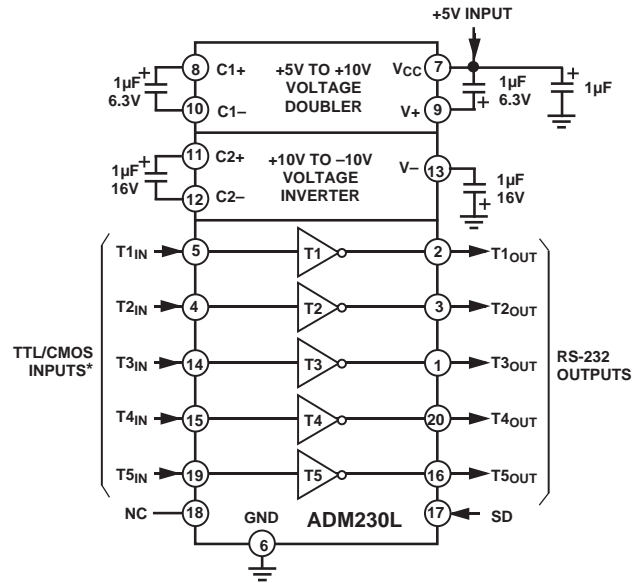 +5V INPUT
1µF
6.3V
+
8
C1+
10
C1–
+5V TO +10V
VOLTAGE
DOUBLER
VCC
7
V+
9
+
1µF
6.3V
+
1µF
1µF
16V
+
11
C2+
12
C2–
+10V TO –10V
VOLTAGE
INVERTER
V–
13
+
1µF
16V
TTL/CMOS
INPUTS*
T1IN
5
T1
2
T1OUT
T2IN
4
T2
3
T2OUT
T3IN
14
T3
1
T3OUT
T4IN
15
T4
20
T4OUT
T5IN
19
T5
16
T5OUT
RS-232
OUTPUTS
NC
18
GND
6
ADM230L
17
SD